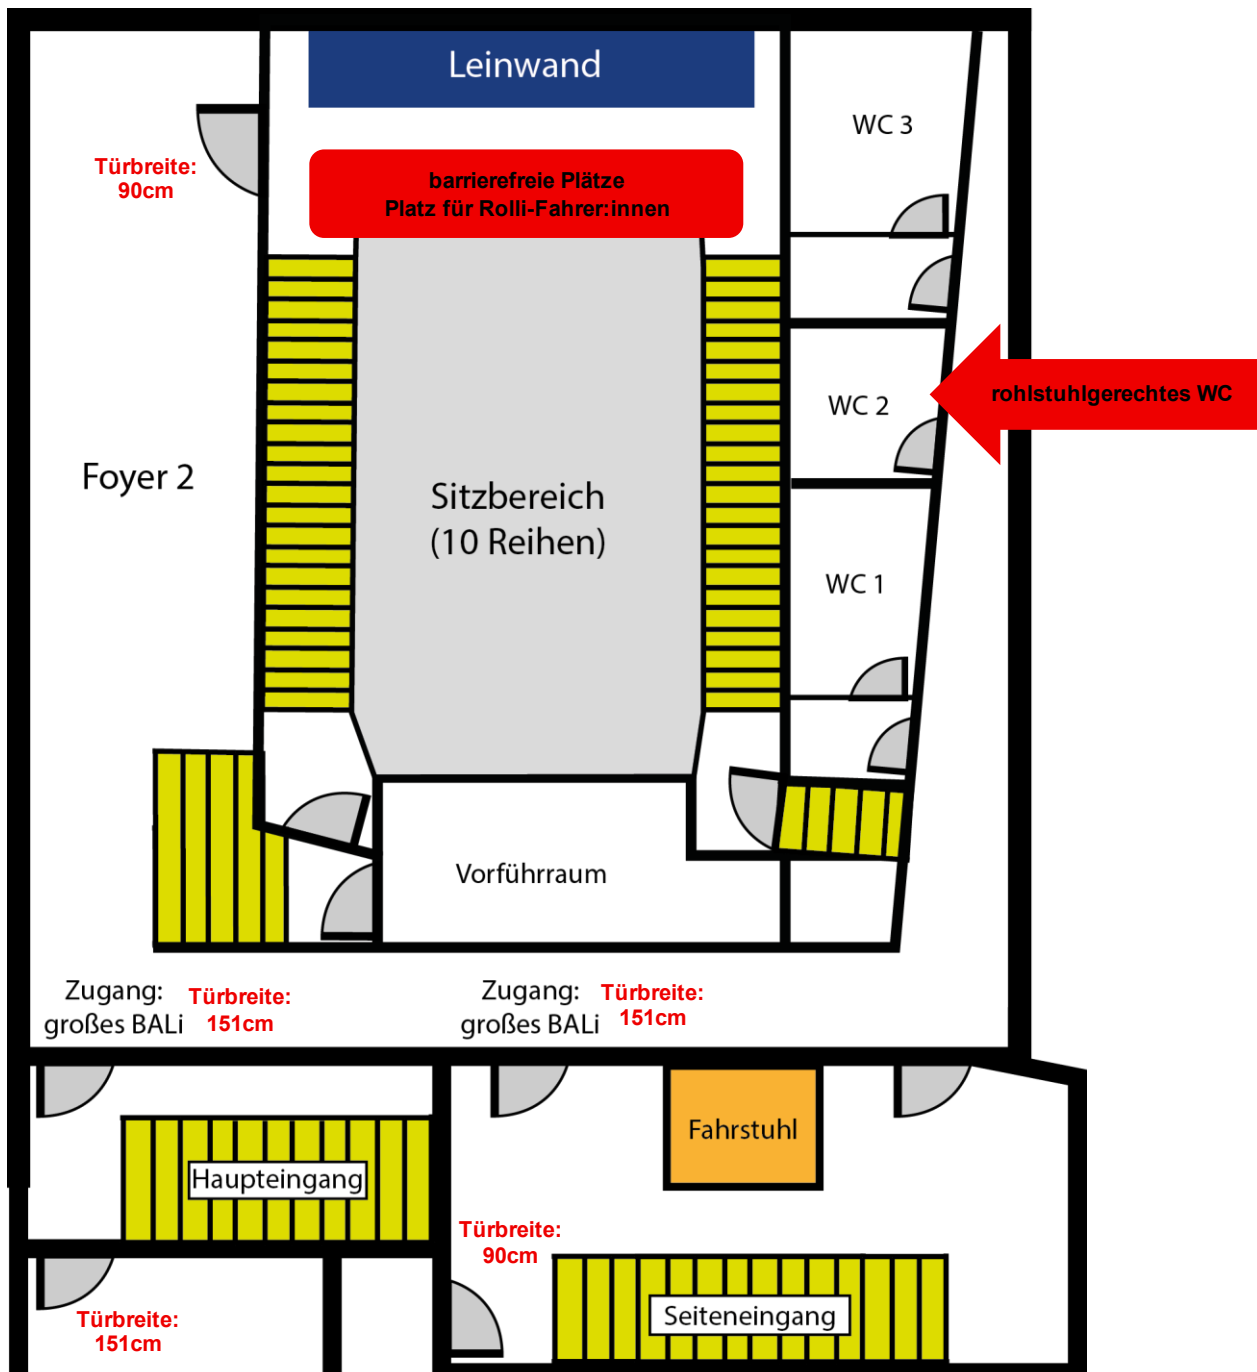 Leinwand
WC 3
Türbreite:
90cm
barrierefreie Plätze
Platz für Rolli-Fahrer:innen
rohlstuhlgerechtes WC
WC 2
Foyer 2
Sitzbereich
(10 Reihen)
WC 1
Vorführraum
Zugang:
großes BALi
Türbreite:
151cm
Zugang:
großes BALi
Türbreite:
151cm
Fahrstuhl
Haupteingang
Türbreite:
90cm
Seiteneingang
Türbreite:
151cm